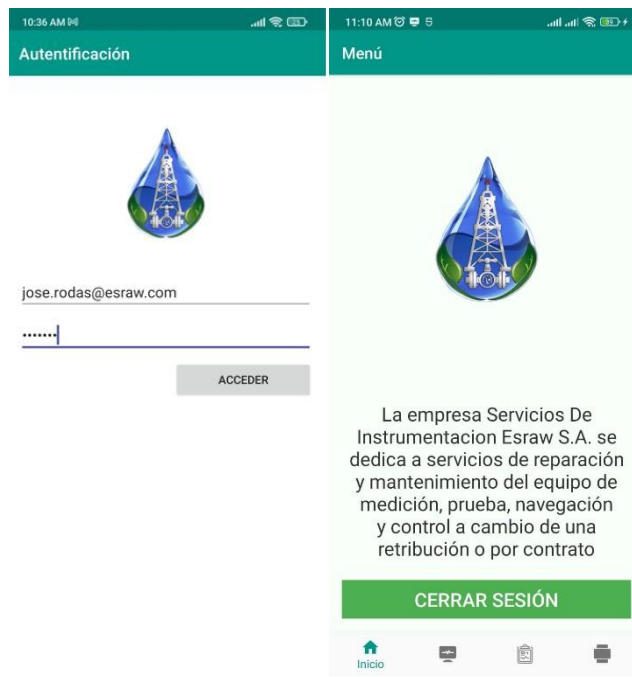 10:36 AM
Autentificación
jose.rodas@esraw.com
•••••••
ACCEDER
11:10 AM
Menú
La empresa Servicios De
Instrumentacion Esraw S.A. se
dedica a servicios de reparación
y mantenimiento del equipo de
medición, prueba, navegación
y control a cambio de una
retribución o por contrato
CERRAR SESIÓN
Inicio